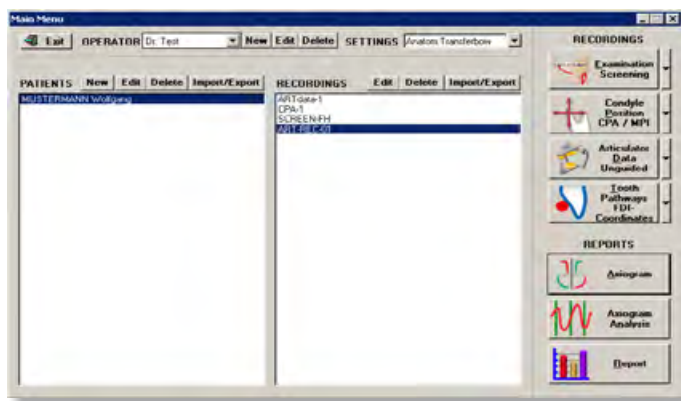 Main Menu
Exit OPERATOR Dr. Test New Edit Delete SETTINGS Anatom Transferbow
PATIENTS New Edit Delete Import/Export
MUSTERMANN Wolfgang
RECORDINGS Edit Delete Import/Export
ARTdata-1
CPA-1
SCREEN-FH
ART-REC-01
RECORDINGS
Examination
Screening
Condyle
Position
CPA / MPI
Articulator
Data
Unguided
Tooth
Pathways
FDI-
Coordinates
REPORTS
Axiogram
Axiogram
Analysis
Report